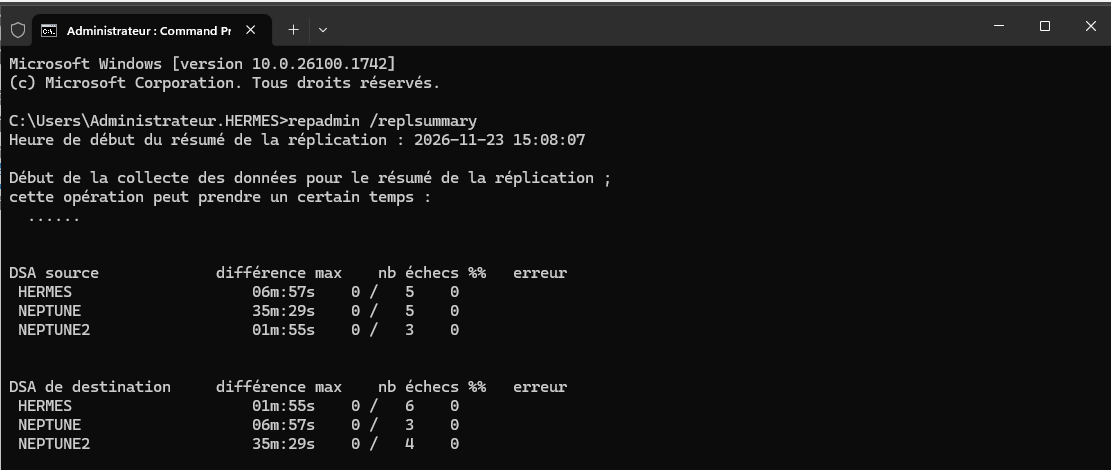 Administrateur : Command Pr
Microsoft Windows [version 10.0.26100.1742]
(c) Microsoft Corporation. Tous droits réservés.
C:\Users\Administrateur.HERMES>repadmin /replsummary
Heure de début du résumé de la réplication : 2026-11-23 15:08:07
Début de la collecte des données pour le résumé de la réplication ;
cette opération peut prendre un certain temps :
......
DSA source différence max nb échecs %% erreur
HERMES 06m:57s 0 / 5 0
NEPTUNE 35m:29s 0 / 5 0
NEPTUNE2 01m:55s 0 / 3 0
DSA de destination différence max nb échecs %% erreur
HERMES 01m:55s 0 / 6 0
NEPTUNE 06m:57s 0 / 3 0
NEPTUNE2 35m:29s 0 / 4 0